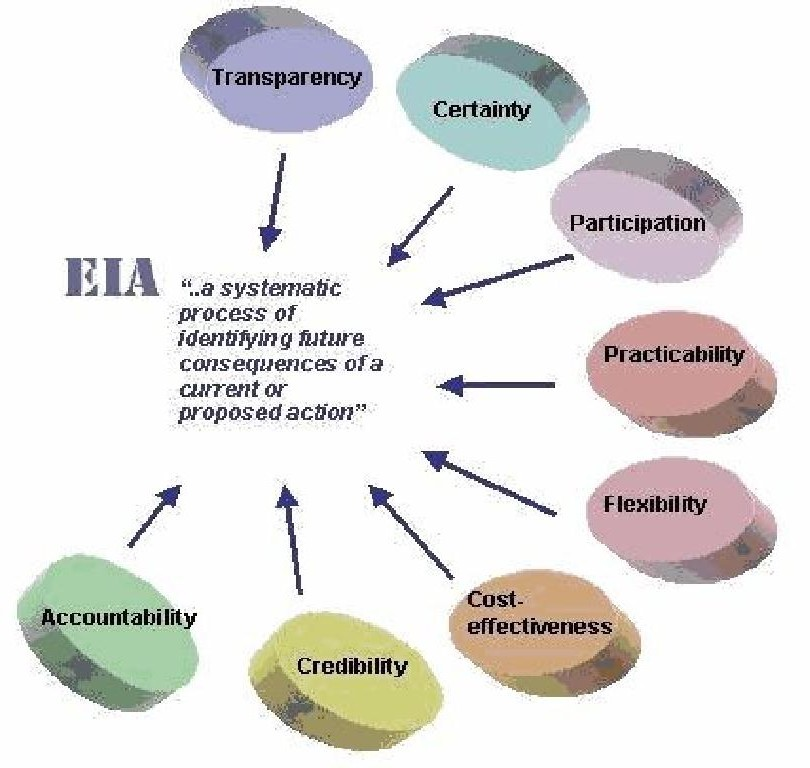 Transparency
Certainty
Participation
EIA
“..a systematic
process of
identifying future
consequences of a
current or
proposed action”
Practicability
Flexibility
Cost-
effectiveness
Accountability
Credibility